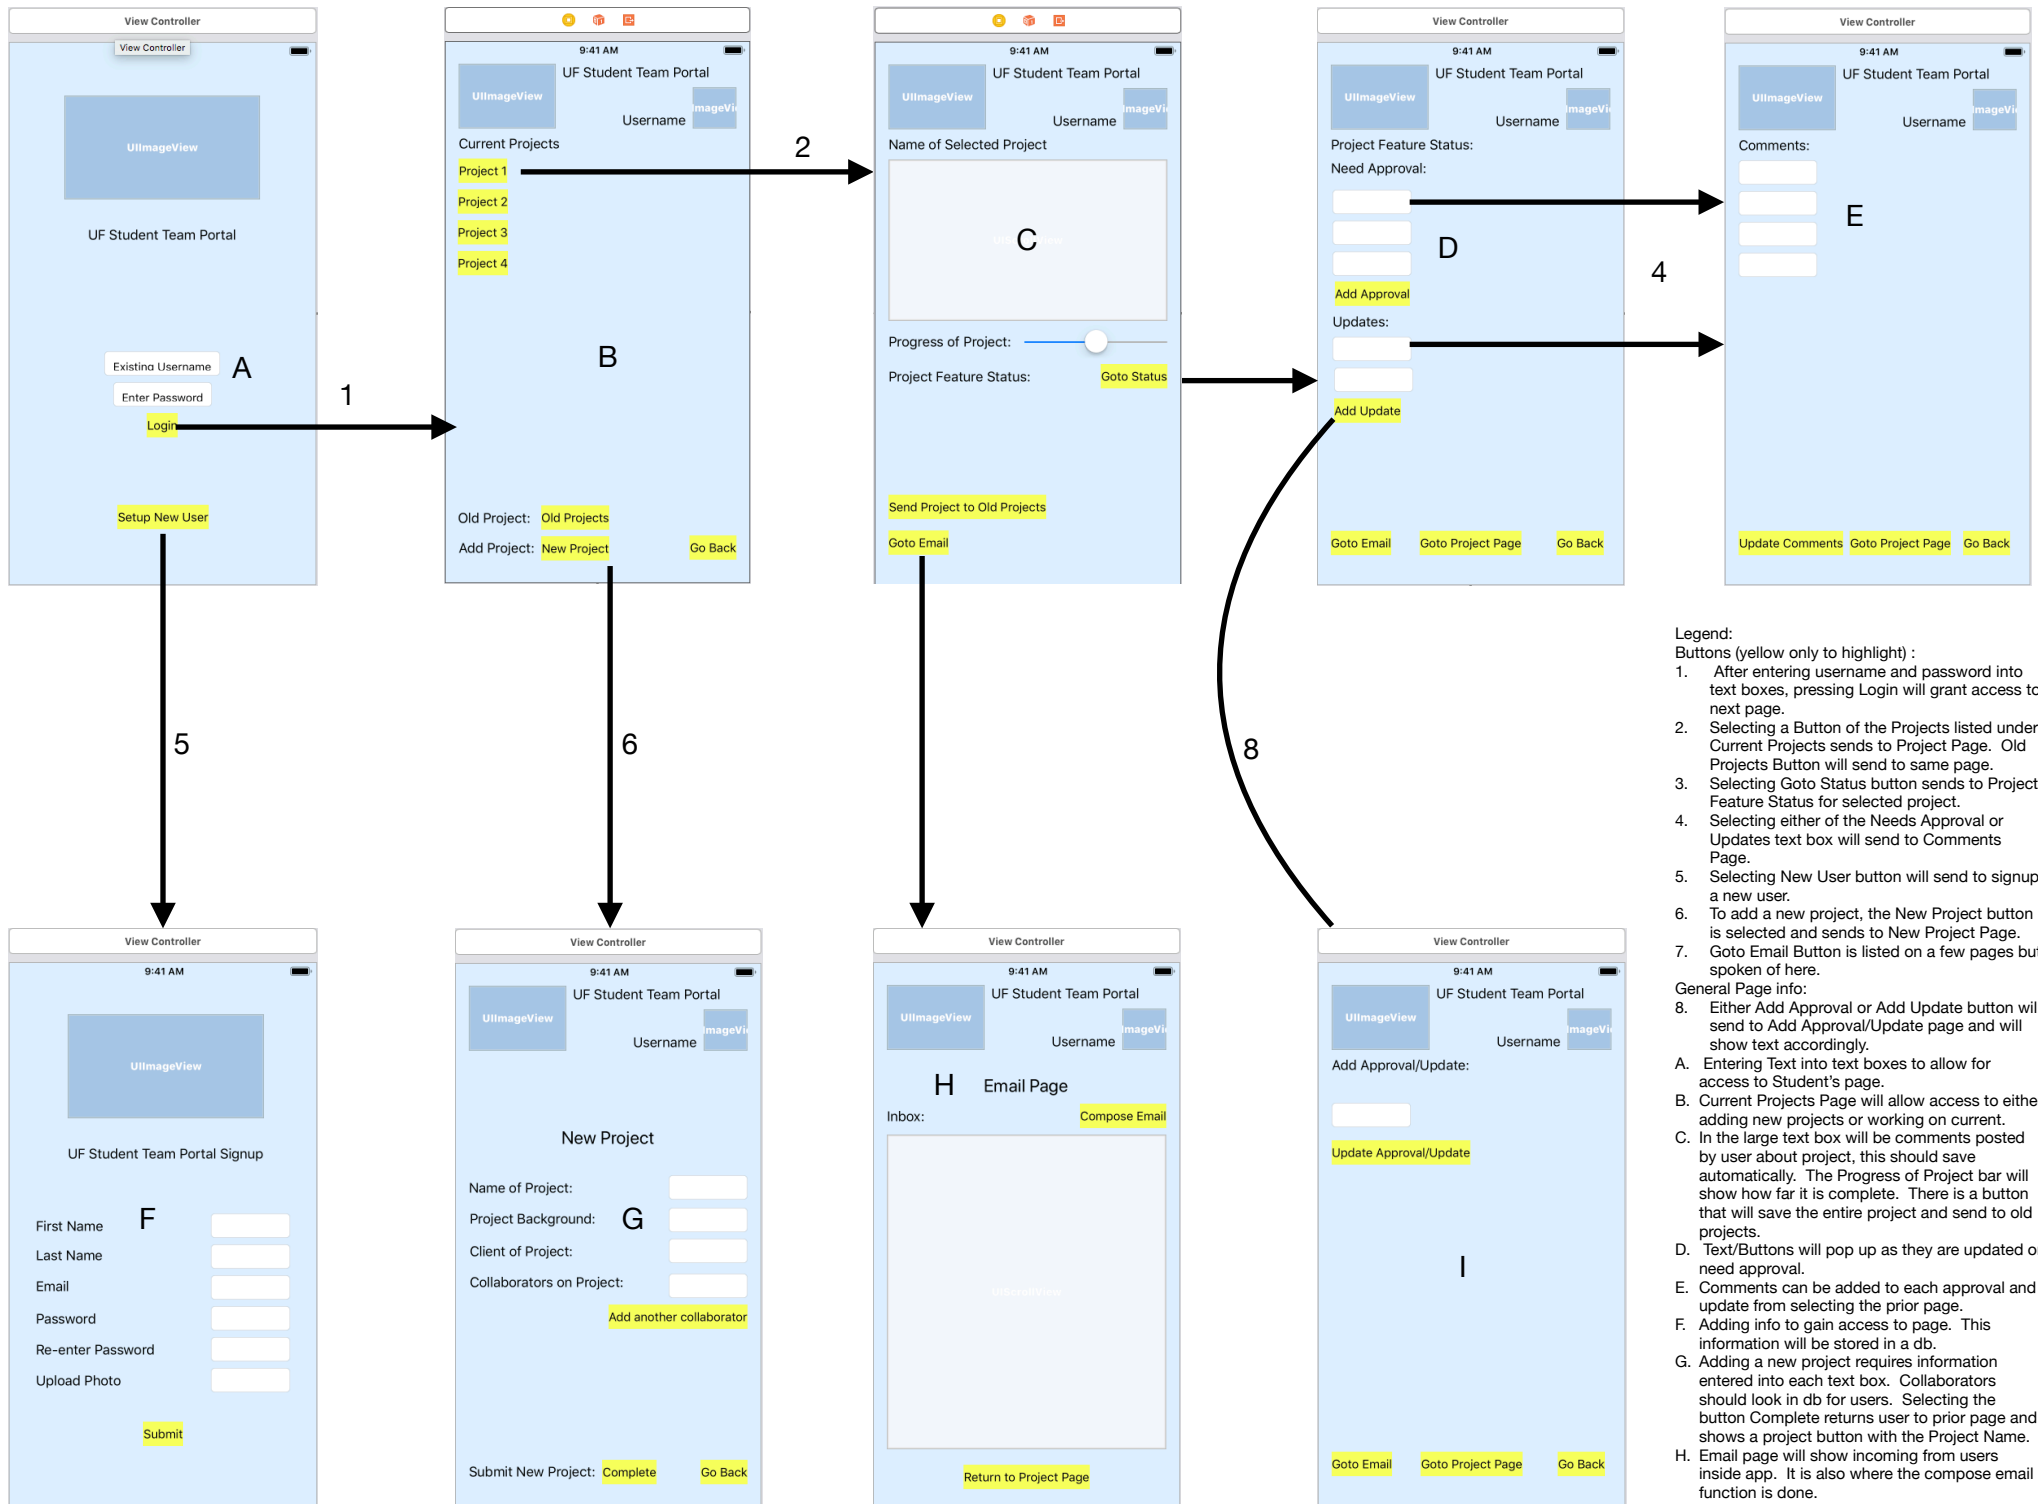 View Controller
View Controller
UIImageView
UF Student Team Portal
Existing Username
Enter Password
Login
A
Setup New User
1
9:41 AM
UIImageView
UF Student Team Portal
Username
ImageVi
Current Projects
Project 1
Project 2
Project 3
Project 4
B
Old Project:
Old Projects
Add Project:
New Project
Go Back
2
9:41 AM
UIImageView
UF Student Team Portal
Username
ImageVi
Name of Selected Project
C
Progress of Project:
Project Feature Status:
Goto Status
Send Project to Old Projects
Goto Email
View Controller
9:41 AM
UIImageView
UF Student Team Portal
Username
ImageVi
Project Feature Status:
Need Approval:
D
Add Approval
Updates:
Add Update
Goto Email
Goto Project Page
Go Back
4
View Controller
9:41 AM
UIImageView
UF Student Team Portal
Username
ImageVi
Comments:
E
Update Comments
Goto Project Page
Go Back
5
6
8
View Controller
9:41 AM
UIImageView
UF Student Team Portal Signup
F
First Name
Last Name
Email
Password
Re-enter Password
Upload Photo
Submit
View Controller
9:41 AM
UIImageView
UF Student Team Portal
Username
ImageVi
New Project
Name of Project:
Project Background:
G
Client of Project:
Collaborators on Project:
Add another collaborator
Submit New Project:
Complete
Go Back
View Controller
9:41 AM
UIImageView
UF Student Team Portal
Username
ImageVi
H
Email Page
Inbox:
Compose Email
UIScrollView
Return to Project Page
View Controller
9:41 AM
UIImageView
UF Student Team Portal
Username
ImageVi
Add Approval/Update:
Update Approval/Update
I
Goto Email
Goto Project Page
Go Back
Legend:
Buttons (yellow only to highlight) :
1. After entering username and password into
text boxes, pressing Login will grant access to
next page.
2. Selecting a Button of the Projects listed under
Current Projects sends to Project Page. Old
Projects Button will send to same page.
3. Selecting Goto Status button sends to Project
Feature Status for selected project.
4. Selecting either of the Needs Approval or
Updates text box will send to Comments
Page.
5. Selecting New User button will send to signup
a new user.
6. To add a new project, the New Project button
is selected and sends to New Project Page.
7. Goto Email Button is listed on a few pages but
spoken of here.
General Page info:
8. Either Add Approval or Add Update button wil
send to Add Approval/Update page and will
show text accordingly.
A. Entering Text into text boxes to allow for
access to Student's page.
B. Current Projects Page will allow access to eithe
adding new projects or working on current.
C. In the large text box will be comments posted
by user about project, this should save
automatically. The Progress of Project bar will
show how far it is complete. There is a button
that will save the entire project and send to old
projects.
D. Text/Buttons will pop up as they are updated or
need approval.
E. Comments can be added to each approval and
update from selecting the prior page.
F. Adding info to gain access to page. This
information will be stored in a db.
G. Adding a new project requires information
entered into each text box. Collaborators
should look in db for users. Selecting the
button Complete returns user to prior page and
shows a project button with the Project Name.
H. Email page will show incoming from users
inside app. It is also where the compose email
function is done.